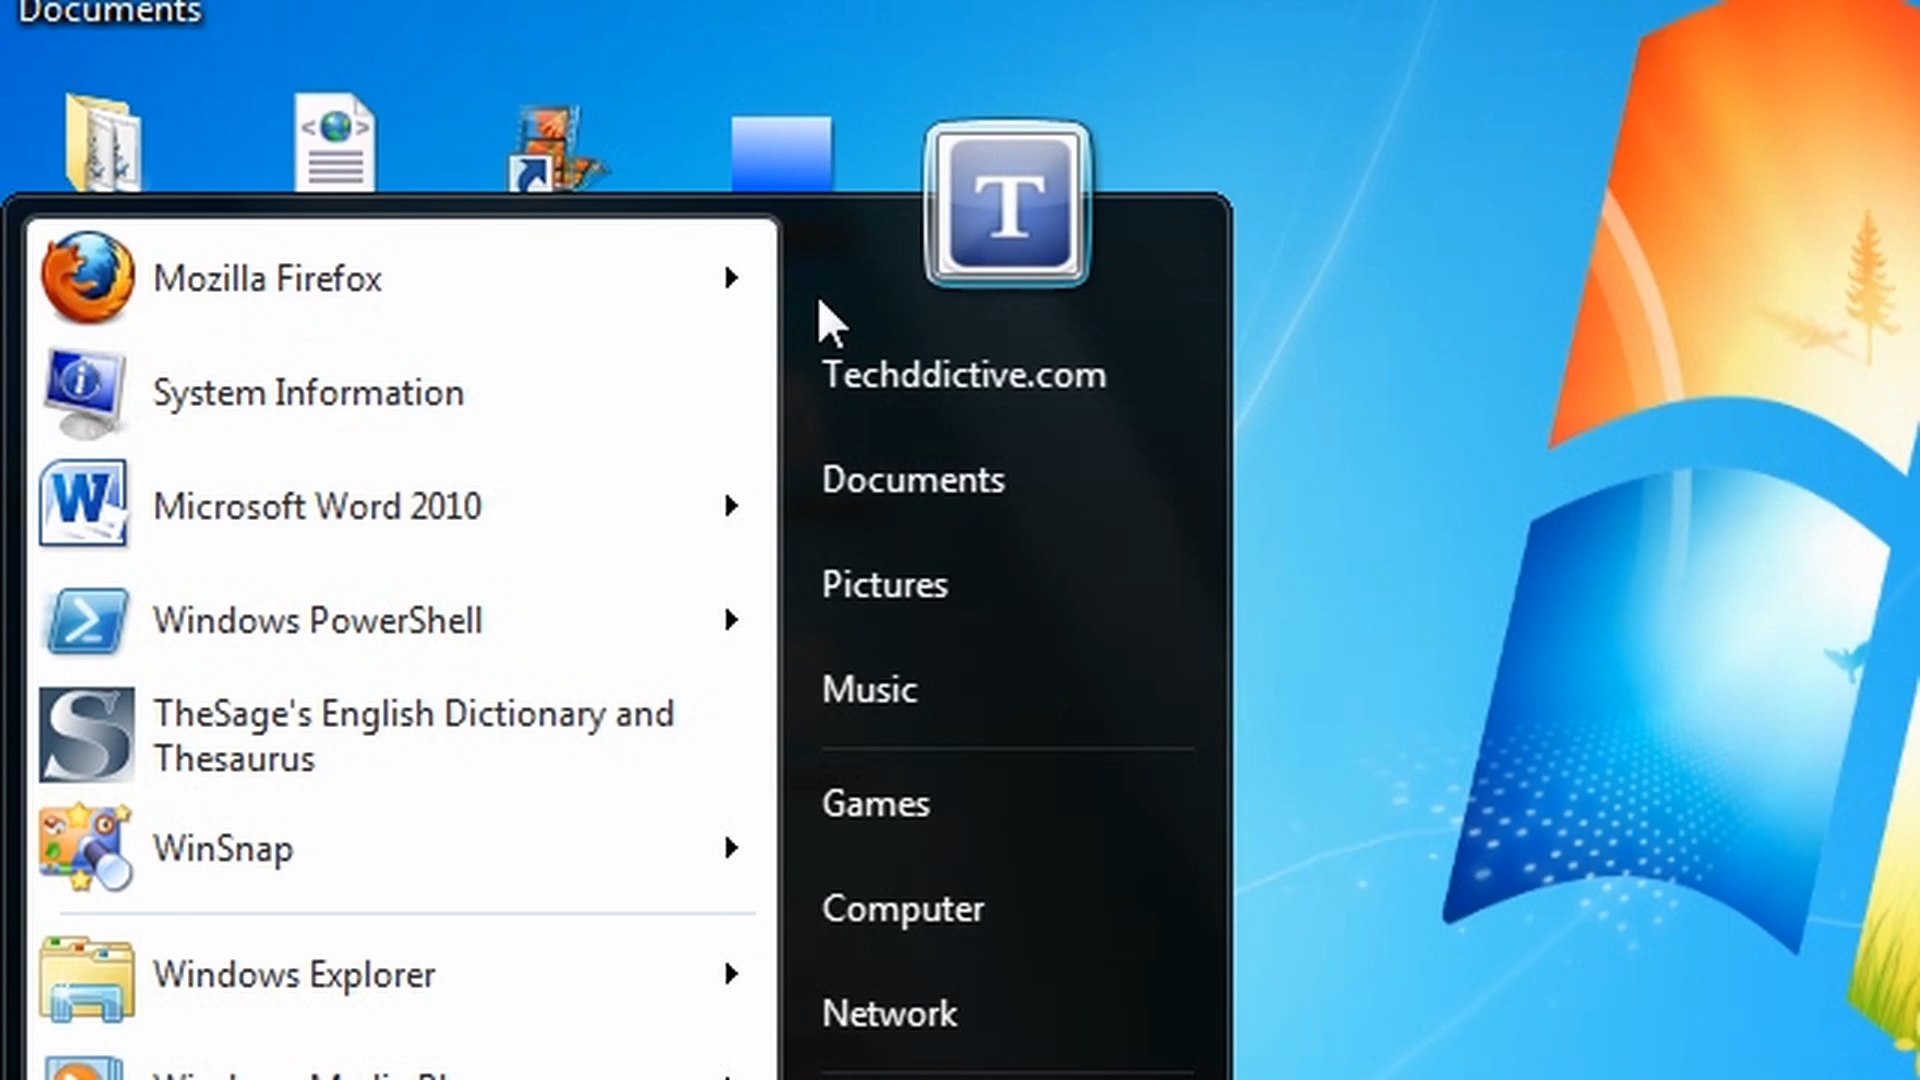 Documents
T
Mozilla Firefox
System Information
Microsoft Word 2010
Windows PowerShell
TheSage's English Dictionary and
Thesaurus
WinSnap
Windows Explorer
Techddictive.com
Documents
Pictures
Music
Games
Computer
Network